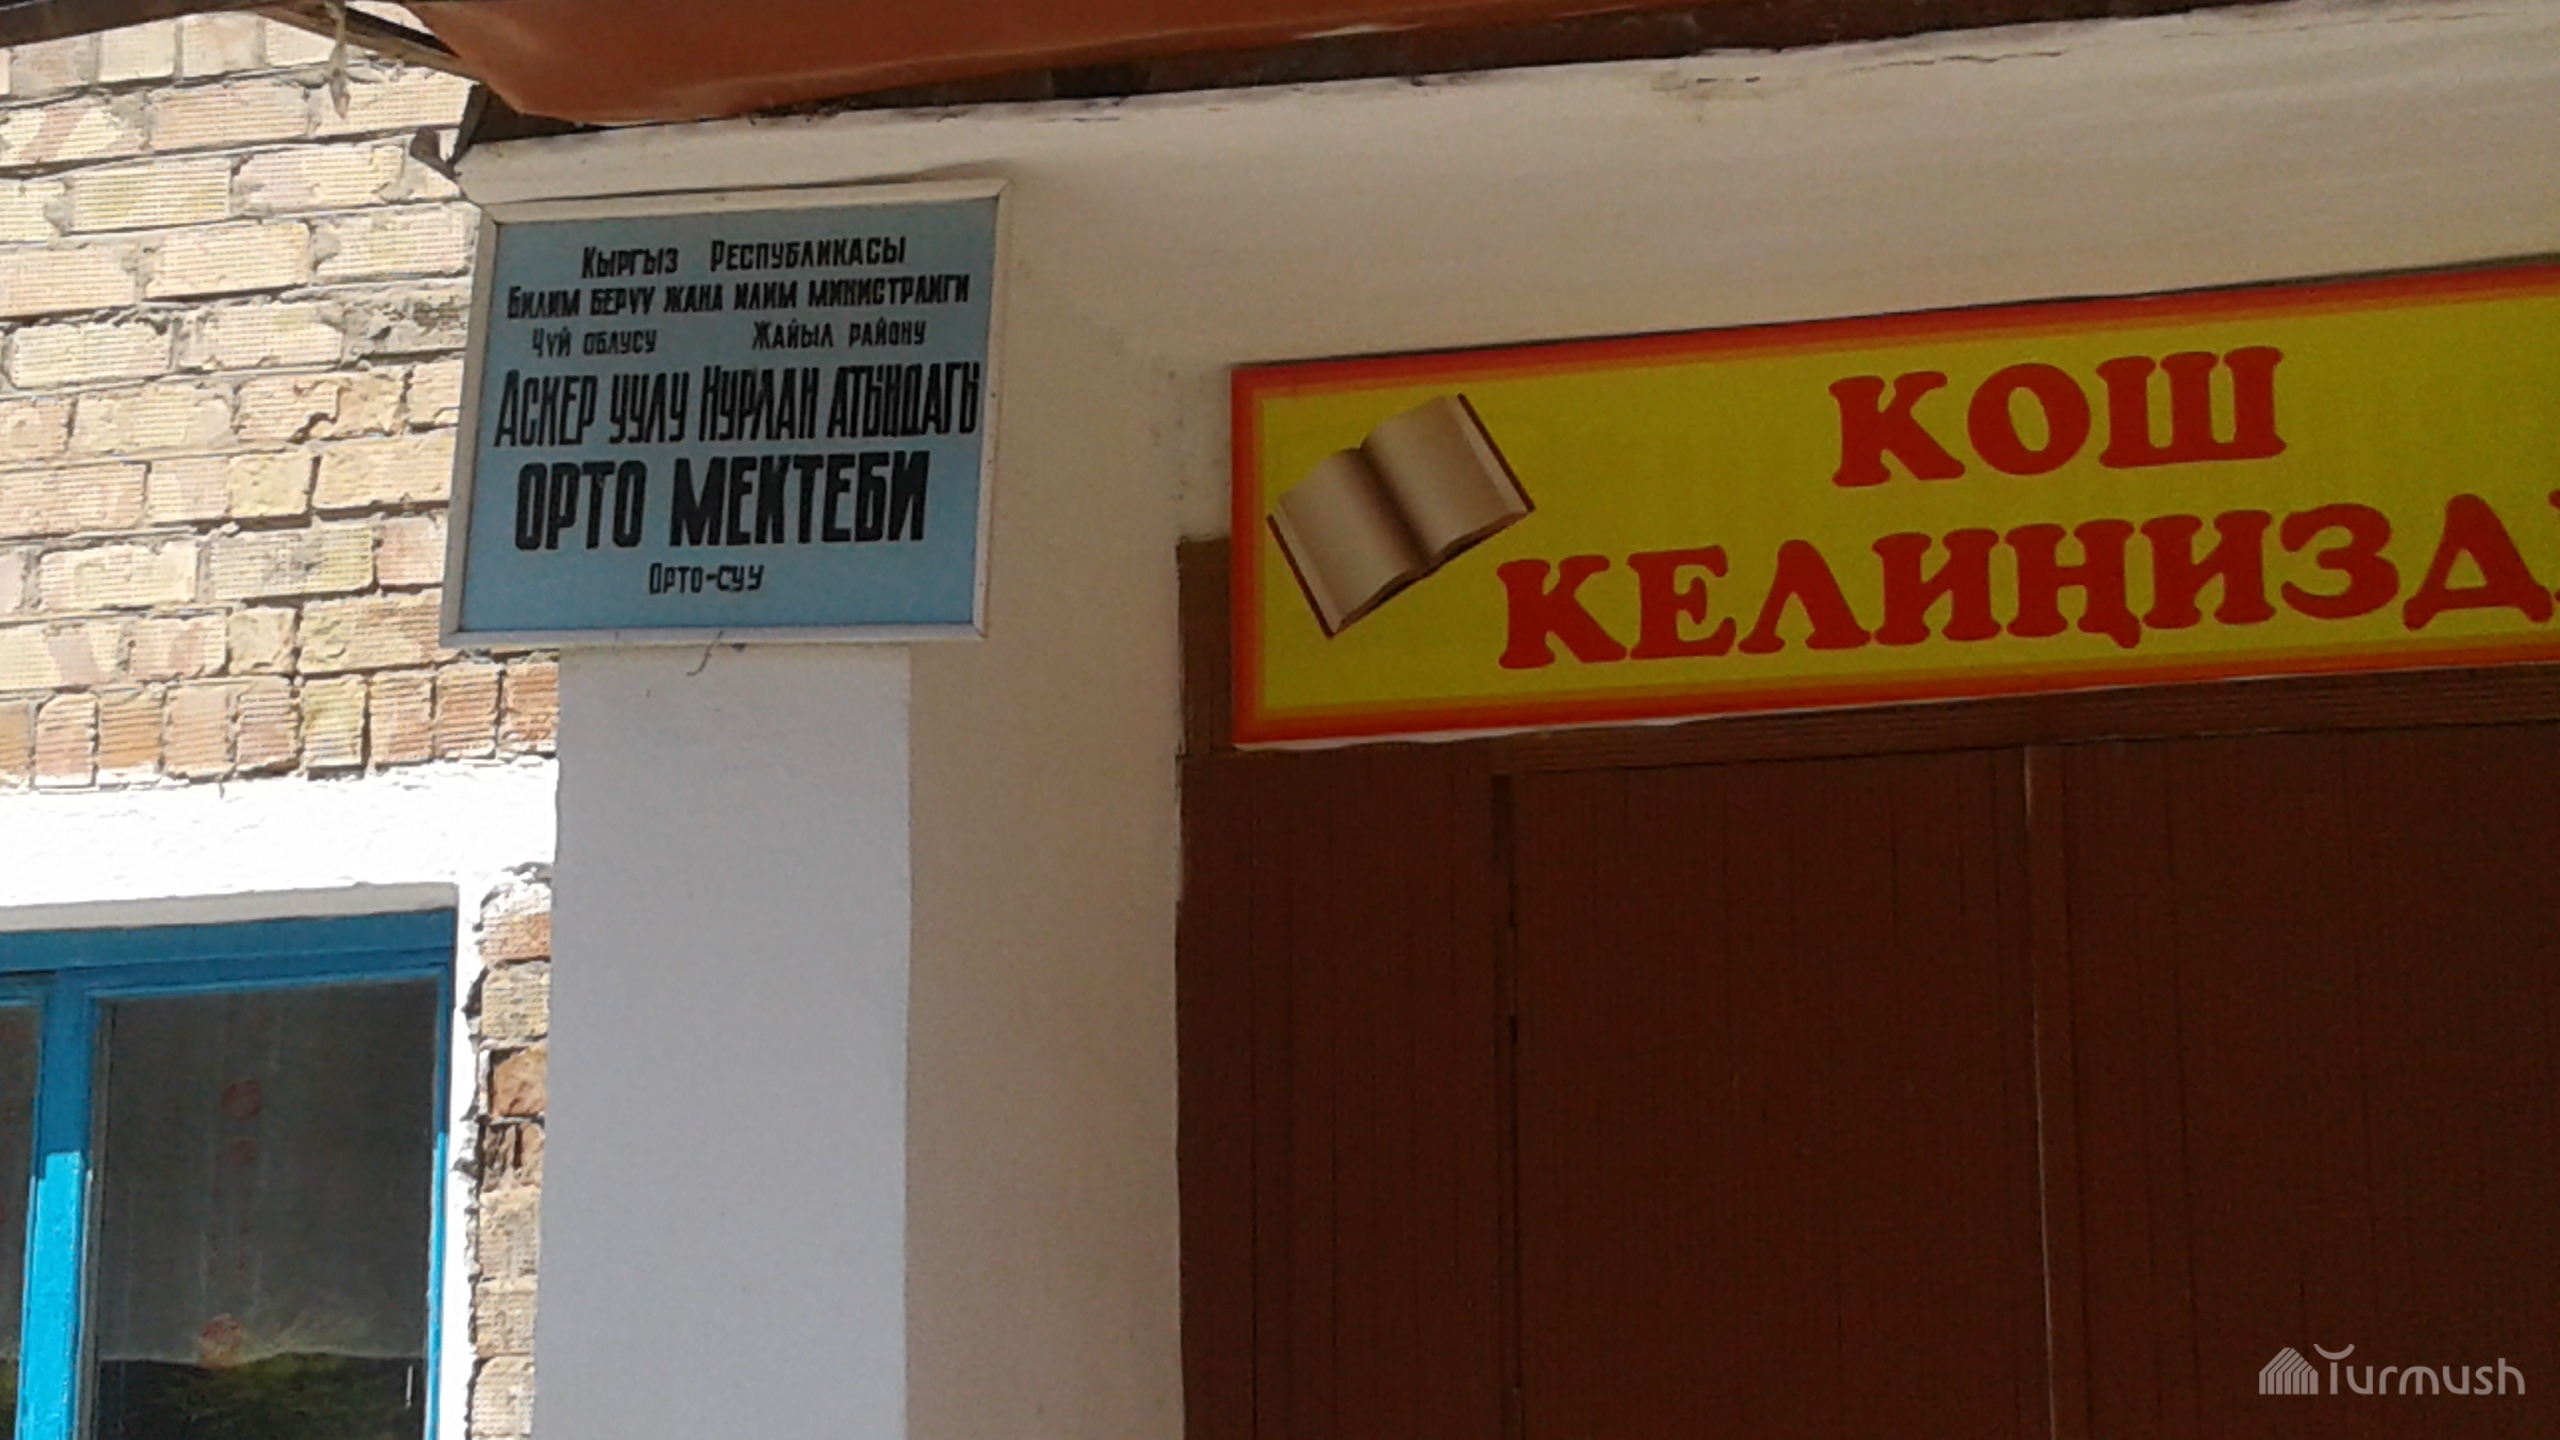 Кыргыз Республикасы
Билим берүү жана илим министрлиги
Чүй облусу Жайыл району
Аскер уулу Нурлан атындагы
ОРТО МЕКТЕБИ
Орто-суу
КОШ
КЕЛИҢИЗД
Turmush